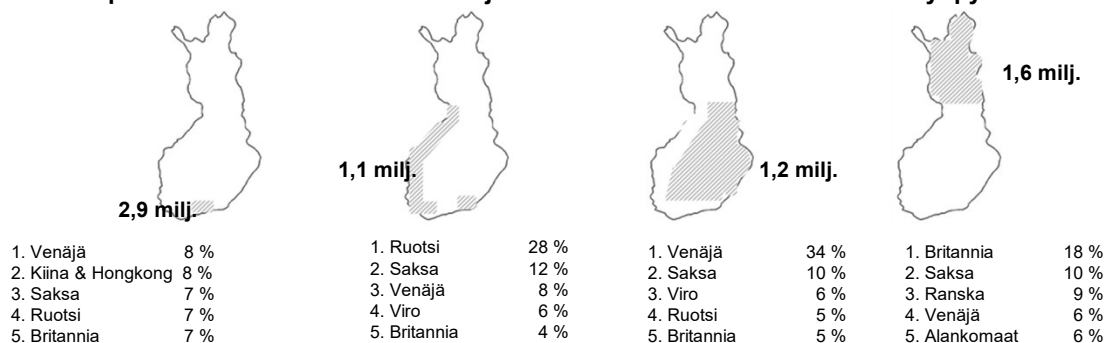 1,6 milj.
1,1 milj.
1,2 milj.
2,9 milj.
1. Venäjä 8 %
2. Kiina & Hongkong 8 %
3. Saksa 7 %
4. Ruotsi 7 %
5. Britannia 7 %
1. Ruotsi 28 %
2. Saksa 12 %
3. Venäjä 8 %
4. Viro 6 %
5. Britannia 4 %
1. Venäjä 34 %
2. Saksa 10 %
3. Viro 6 %
4. Ruotsi 5 %
5. Britannia 5 %
1. Britannia 18 %
2. Saksa 10 %
3. Ranska 9 %
4. Venäjä 6 %
5. Alankomaat 6 %